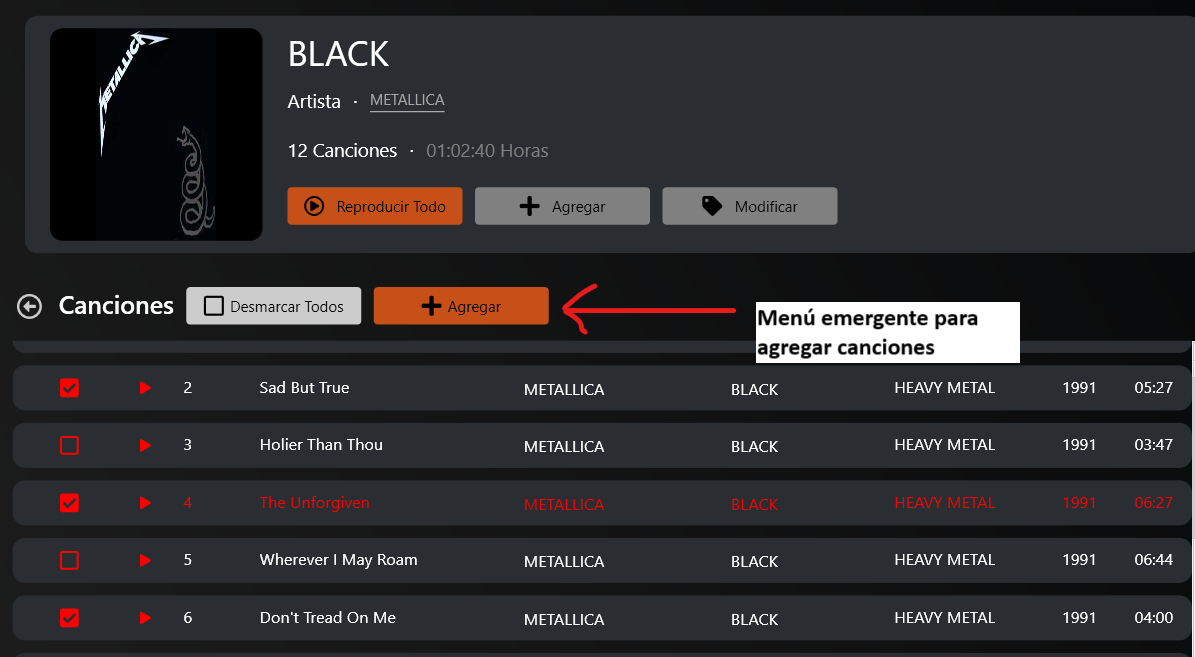 METALLICA
BLACK
Artista · METALLICA
12 Canciones · 01:02:40 Horas
Reproducir Todo Agregar Modificar
Canciones Desmarcar Todos Agregar
Menú emergente para
agregar canciones
2 Sad But True METALLICA BLACK HEAVY METAL 1991 05:27
3 Holier Than Thou METALLICA BLACK HEAVY METAL 1991 03:47
4 The Unforgiven METALLICA BLACK HEAVY METAL 1991 06:27
5 Wherever I May Roam METALLICA BLACK HEAVY METAL 1991 06:44
6 Don't Tread On Me METALLICA BLACK HEAVY METAL 1991 04:00